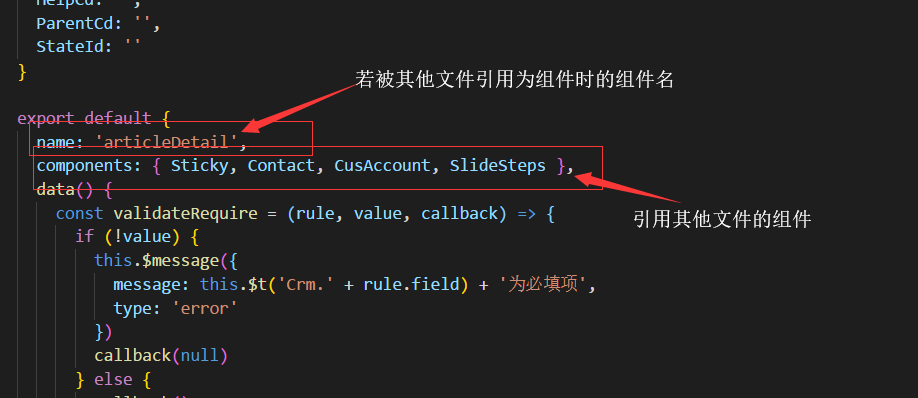 HelpCd: '',
ParentCd: '',
StateId: ''
}
若被其他文件引用为组件时的组件名
export default {
name: 'articleDetail',
components: { Sticky, Contact, CusAccount, SlideSteps },
data() {
引用其他文件的组件
const validateRequire = (rule, value, callback) => {
if (!value) {
this.$message({
message: this.$t('Crm.' + rule.field) + '为必填项',
type: 'error'
})
callback(null)
} else {